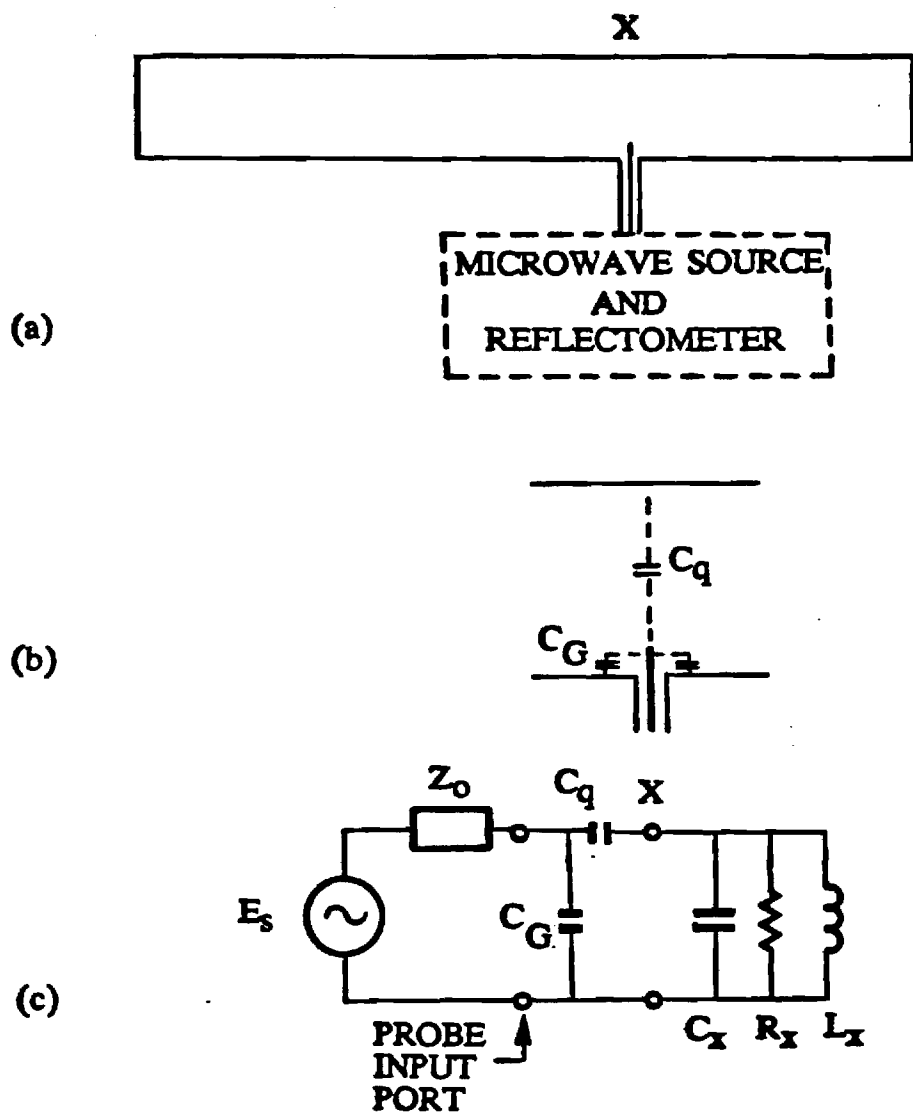 X
MICROWAVE SOURCE
AND
REFLECTOMETER
(a)
Cq
CG
(b)
Zo Cq X
Es CG
(c)
PROBE
INPUT
PORT
Cx Rx Lx